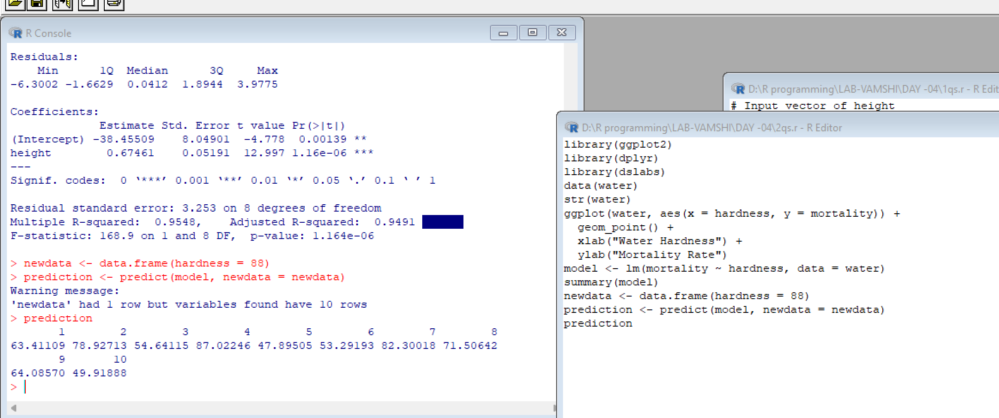 R Console
Residuals:
    Min      1Q  Median      3Q     Max
-6.3002 -1.6629  0.0412  1.8944  3.9775
Coefficients:
             Estimate Std. Error t value Pr(>|t|)
(Intercept) -38.45509    8.04901  -4.778  0.00139 **
height        0.67461    0.05191  12.997 1.16e-06 ***
---
Signif. codes:  0 ‘***’ 0.001 ‘**’ 0.01 ‘*’ 0.05 ‘.’ 0.1 ‘ ’ 1
Residual standard error: 3.253 on 8 degrees of freedom
Multiple R-squared:  0.9548,    Adjusted R-squared:  0.9491
F-statistic: 168.9 on 1 and 8 DF,  p-value: 1.164e-06
> newdata <- data.frame(hardness = 88)
> prediction <- predict(model, newdata = newdata)
Warning message:
'newdata' had 1 row but variables found have 10 rows
> prediction
       1        2        3        4        5        6        7        8
63.41109 78.92713 54.64115 87.02246 47.89505 53.29193 82.30018 71.50642
       9       10
64.08570 49.91888
>
D:\R programming\LAB-VAMSHI\DAY -04\1qs.r - R Edit
# Input vector of height
D:\R programming\LAB-VAMSHI\DAY -04\2qs.r - R Editor
library(ggplot2)
library(dplyr)
library(dslabs)
data(water)
str(water)
ggplot(water, aes(x = hardness, y = mortality)) +
  geom_point() +
  xlab("Water Hardness") +
  ylab("Mortality Rate")
model <- lm(mortality ~ hardness, data = water)
summary(model)
newdata <- data.frame(hardness = 88)
prediction <- predict(model, newdata = newdata)
prediction